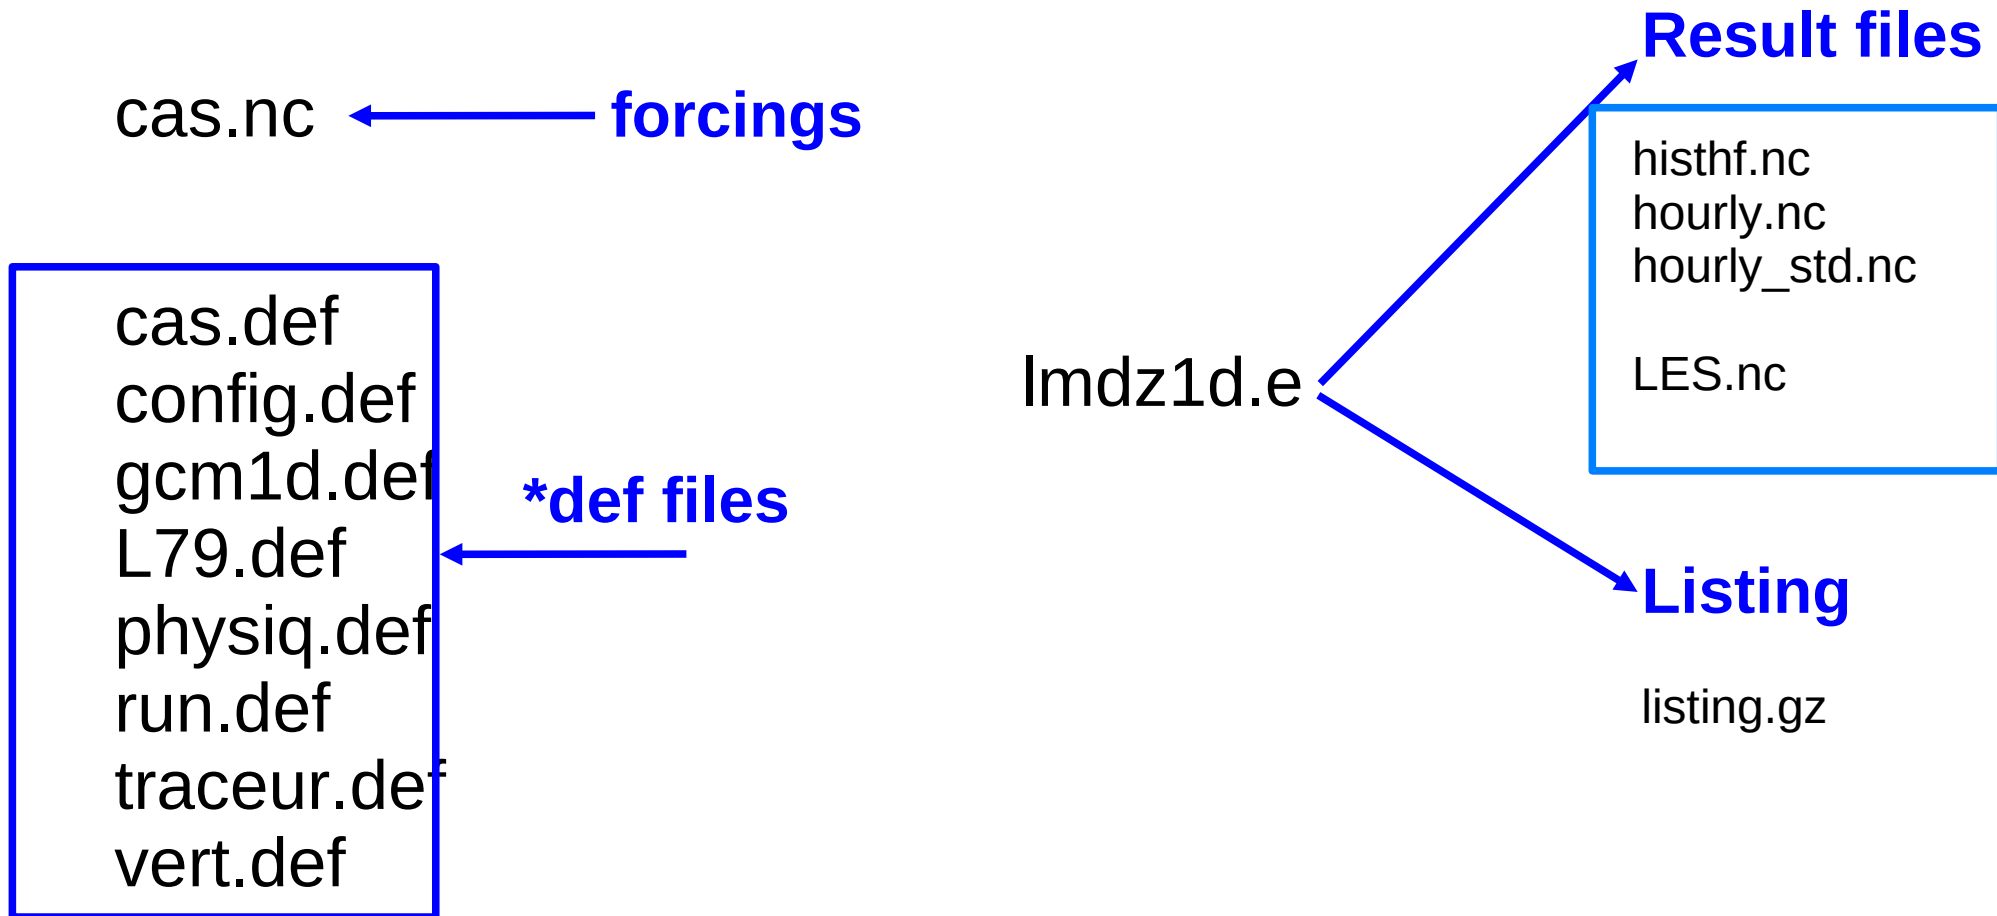 cas.nc
forcings
cas.def
config.def
gcm1d.def
L79.def
physiq.def
run.def
traceur.def
vert.def
*def files
lmdz1d.e
Result files
histhf.nc
hourly.nc
hourly_std.nc
LES.nc
Listing
listing.gz